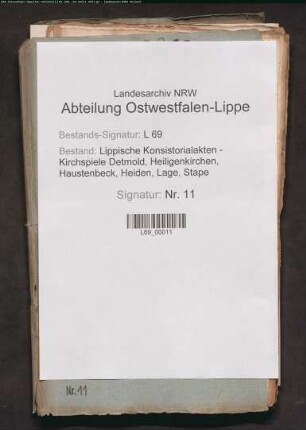 Landesarchiv NRW
Abteilung Ostwestfalen-Lippe
Bestands-Signatur: L 69
Bestand: Lippische Konsistorialakten -
Kirchspiele Detmold, Heiligenkirchen,
Haustenbeck, Heiden, Lage, Stape
Signatur: Nr. 11
L69_00011
Nr. 11